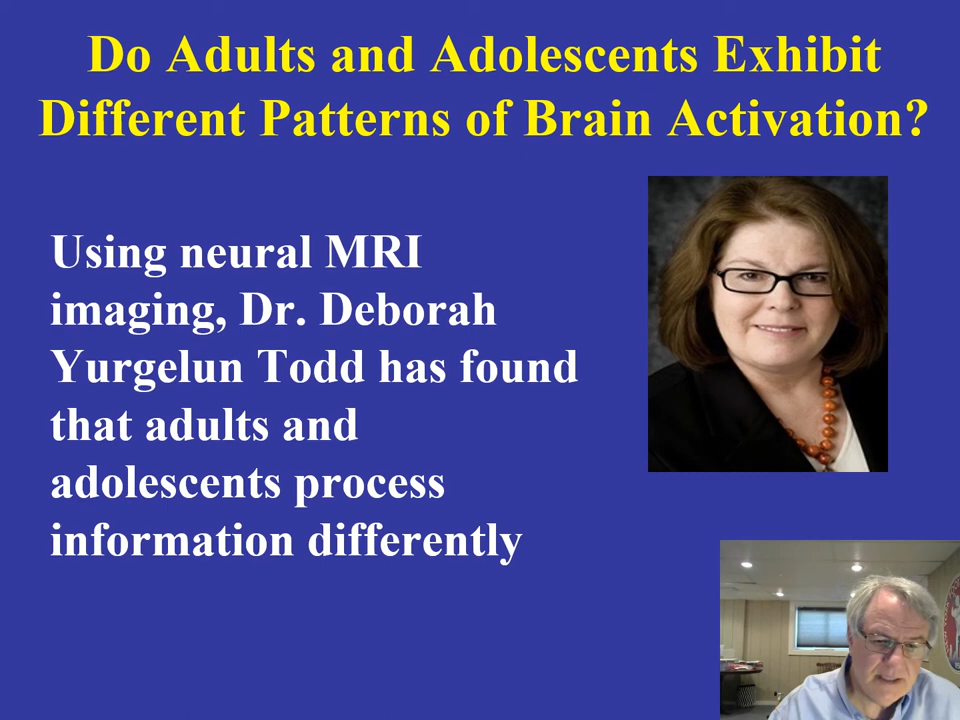 Do Adults and Adolescents Exhibit
Different Patterns of Brain Activation?
Using neural MRI
imaging, Dr. Deborah
Yurgelun Todd has found
that adults and
adolescents process
information differently